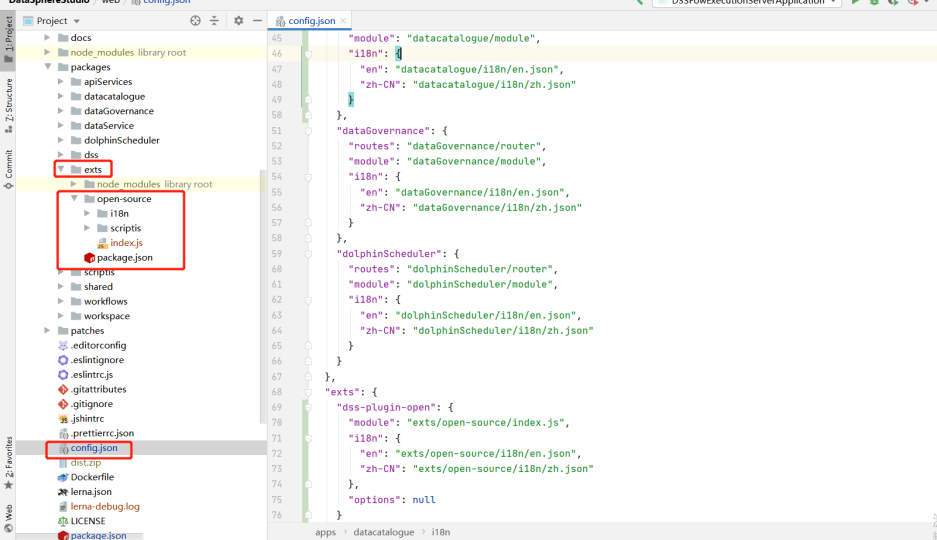 DataSphereStudio › web › config.json
DSSFowExecutionServerApplication
Project
config.json
1: Project
Z: Structure
Commit
2: Favorites
Web
docs
node_modules library root
packages
apiServices
datacatalogue
dataGovernance
dataService
dolphinScheduler
dss
exts
node_modules library root
open-source
i18n
scriptis
index.js
package.json
scriptis
shared
workflows
workspace
patches
.editorconfig
.eslintignore
.eslintrc.js
.gitattributes
.gitignore
.jshintrc
.prettierrc.json
config.json
dist.zip
Dockerfile
lerna.json
lerna-debug.log
LICENSE
package.json
45 "module": "datacatalogue/module",
46 "i18n": {
47 "en": "datacatalogue/i18n/en.json",
48 "zh-CN": "datacatalogue/i18n/zh.json"
49 }
50 },
51 "dataGovernance": {
52 "routes": "dataGovernance/router",
53 "module": "dataGovernance/module",
54 "i18n": {
55 "en": "dataGovernance/i18n/en.json",
56 "zh-CN": "dataGovernance/i18n/zh.json"
57 }
58 },
59 "dolphinScheduler": {
60 "routes": "dolphinScheduler/router",
61 "module": "dolphinScheduler/module",
62 "i18n": {
63 "en": "dolphinScheduler/i18n/en.json",
64 "zh-CN": "dolphinScheduler/i18n/zh.json"
65 }
66 }
67 },
68 "exts": {
69 "dss-plugin-open": {
70 "module": "exts/open-source/index.js",
71 "i18n": {
72 "en": "exts/open-source/i18n/en.json",
73 "zh-CN": "exts/open-source/i18n/zh.json"
74 },
75 "options": null
76 }
apps › datacatalogue › i18n